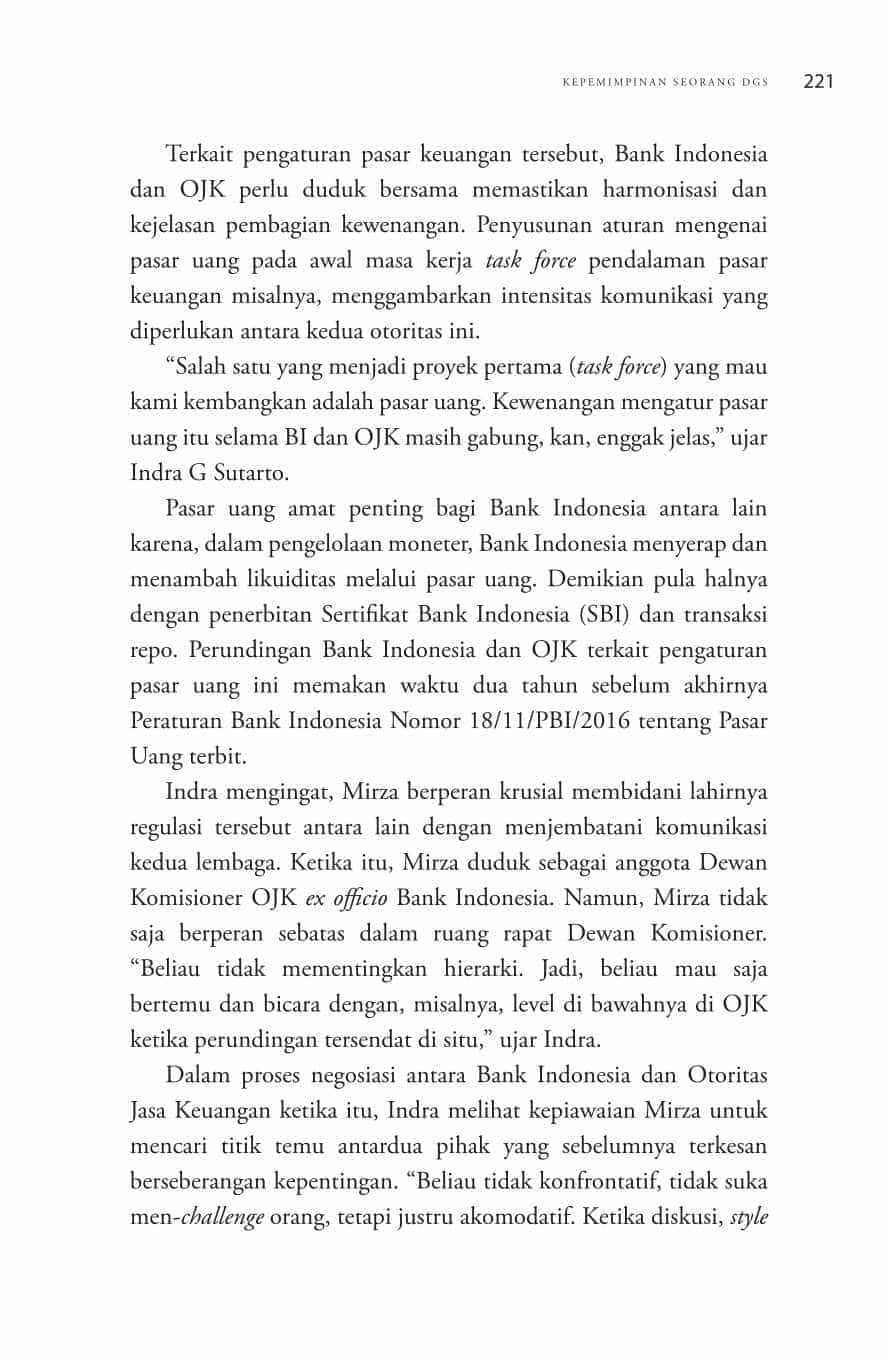 KEPEMIMPINAN SEORANG DGS 221
Terkait pengaturan pasar keuangan tersebut, Bank Indonesia
dan OJK perlu duduk bersama memastikan harmonisasi dan
kejelasan pembagian kewenangan. Penyusunan aturan mengenai
pasar uang pada awal masa kerja task force pendalaman pasar
keuangan misalnya, menggambarkan intensitas komunikasi yang
diperlukan antara kedua otoritas ini.
“Salah satu yang menjadi proyek pertama (task force) yang mau
kami kembangkan adalah pasar uang. Kewenangan mengatur pasar
uang itu selama BI dan OJK masih gabung, kan, enggak jelas,” ujar
Indra G Sutarto.
Pasar uang amat penting bagi Bank Indonesia antara lain
karena, dalam pengelolaan moneter, Bank Indonesia menyerap dan
menambah likuiditas melalui pasar uang. Demikian pula halnya
dengan penerbitan Sertifikat Bank Indonesia (SBI) dan transaksi
repo. Perundingan Bank Indonesia dan OJK terkait pengaturan
pasar uang ini memakan waktu dua tahun sebelum akhirnya
Peraturan Bank Indonesia Nomor 18/11/PBI/2016 tentang Pasar
Uang terbit.
Indra mengingat, Mirza berperan krusial membidani lahirnya
regulasi tersebut antara lain dengan menjembatani komunikasi
kedua lembaga. Ketika itu, Mirza duduk sebagai anggota Dewan
Komisioner OJK ex officio Bank Indonesia. Namun, Mirza tidak
saja berperan sebatas dalam ruang rapat Dewan Komisioner.
“Beliau tidak mementingkan hierarki. Jadi, beliau mau saja
bertemu dan bicara dengan, misalnya, level di bawahnya di OJK
ketika perundingan tersendat di situ,” ujar Indra.
Dalam proses negosiasi antara Bank Indonesia dan Otoritas
Jasa Keuangan ketika itu, Indra melihat kepiawaian Mirza untuk
mencari titik temu antardua pihak yang sebelumnya terkesan
berseberangan kepentingan. “Beliau tidak konfrontatif, tidak suka
men-challenge orang, tetapi justru akomodatif. Ketika diskusi, style